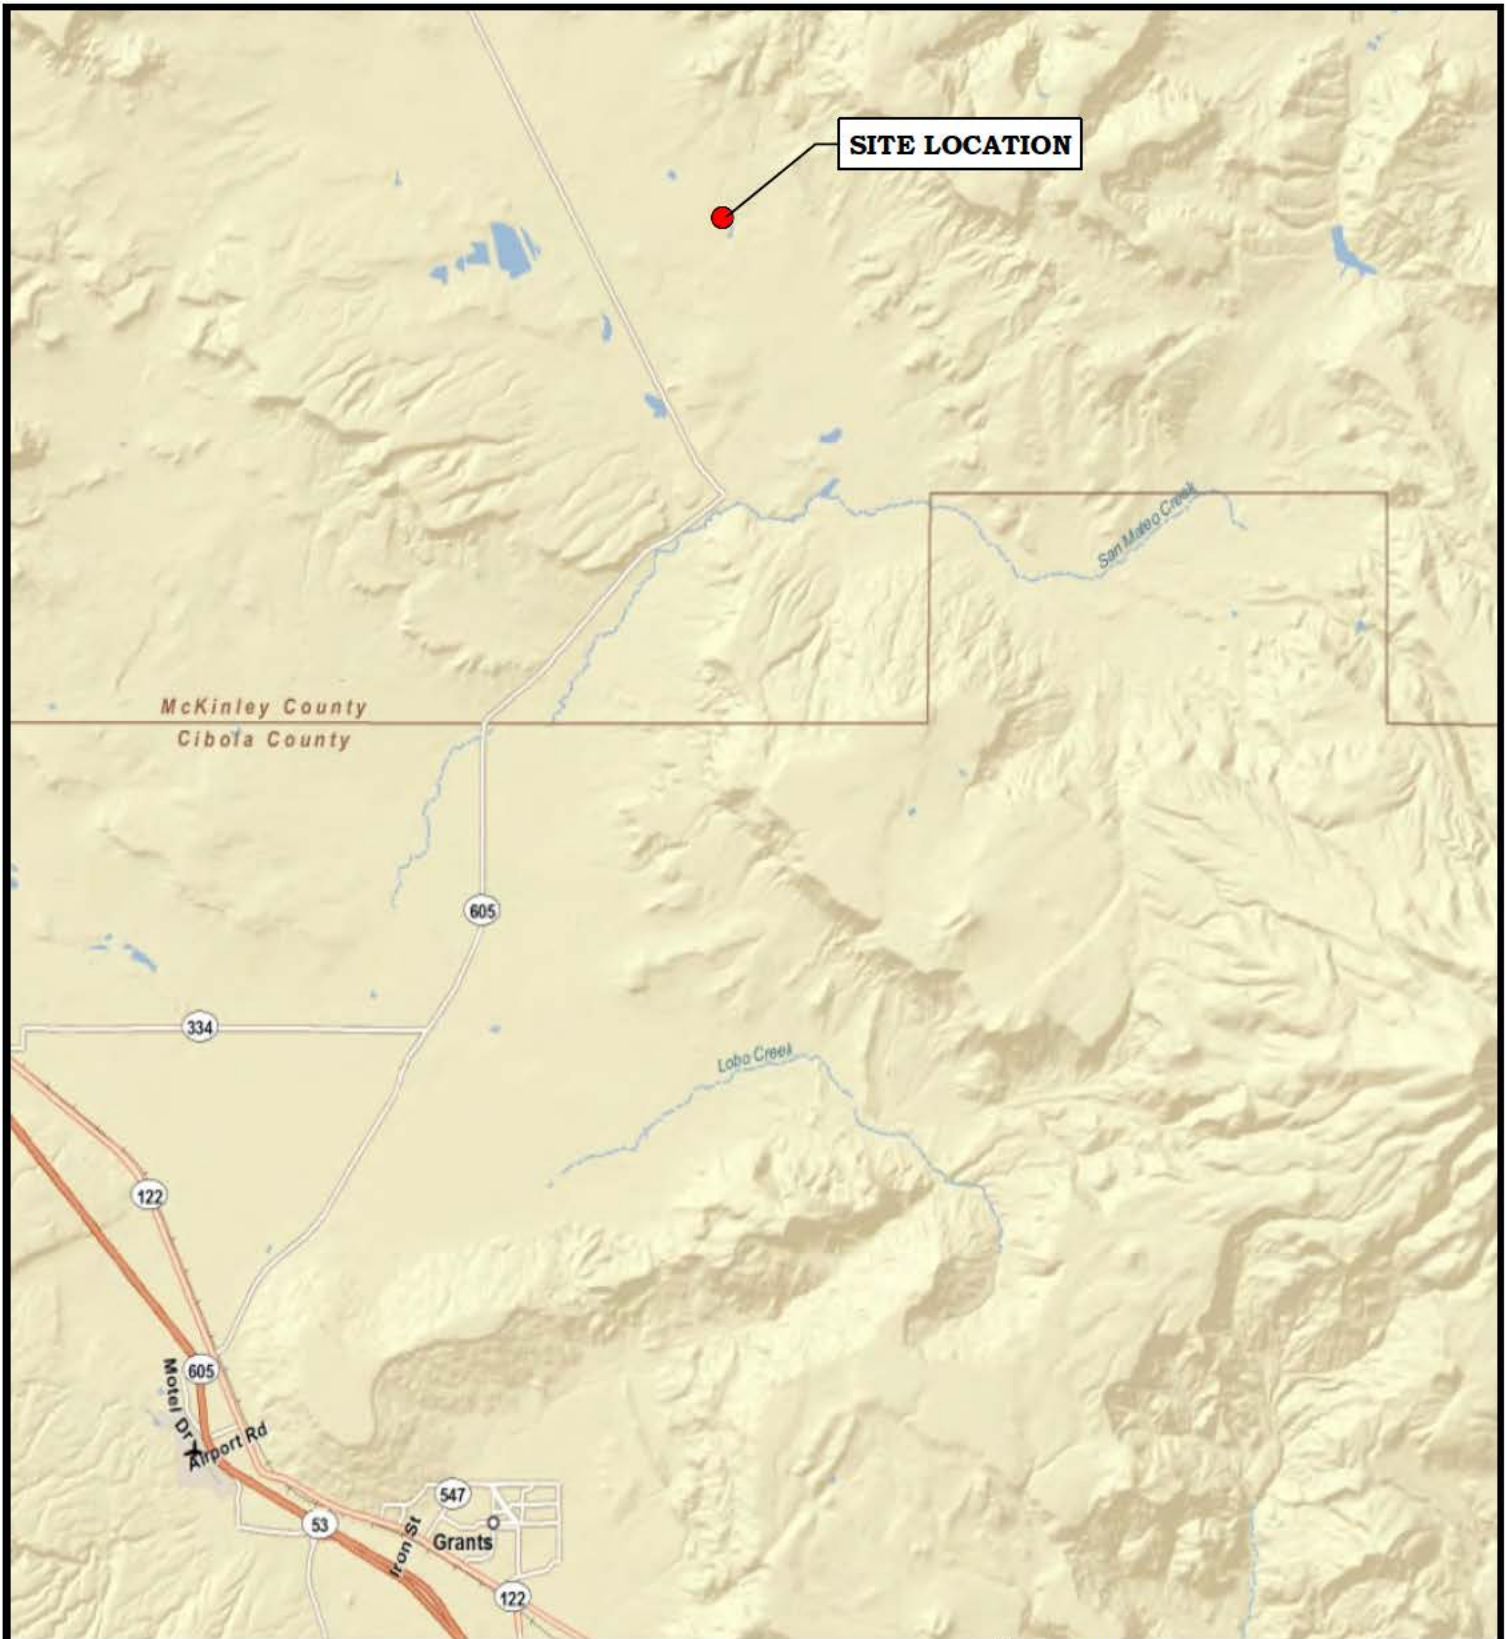 SITE LOCATION
San Mateo Creek
McKinley County
Cibola County
605
334
Lobo Creek
122
605
Motel Dr
Airport Rd
547
53
Iron St
Grants
122